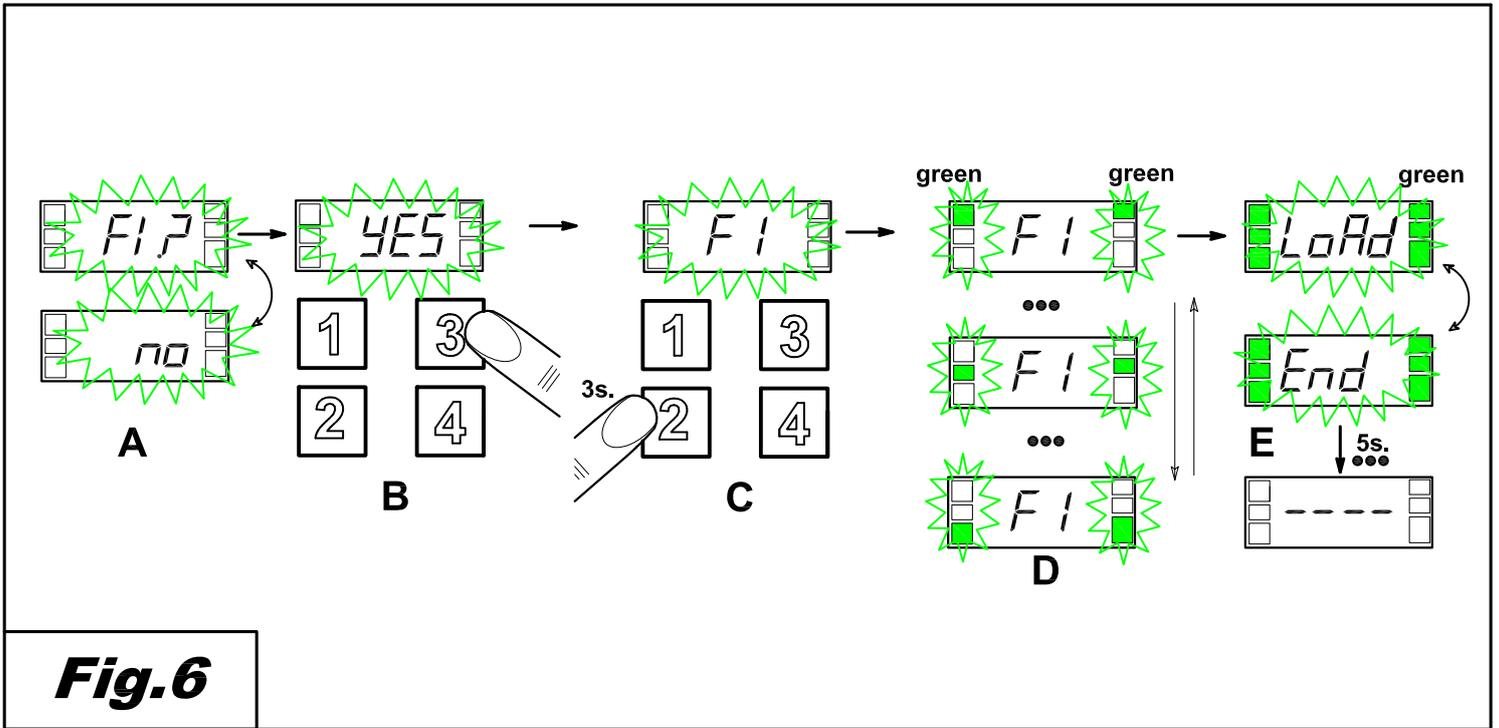 F1.?
no
A
YES
1 3
2 4
B
F1
3s.
1 3
2 4
C
green green
F1
F1
F1
D
green
LoAd
End
E
5s.
----
Fig.6